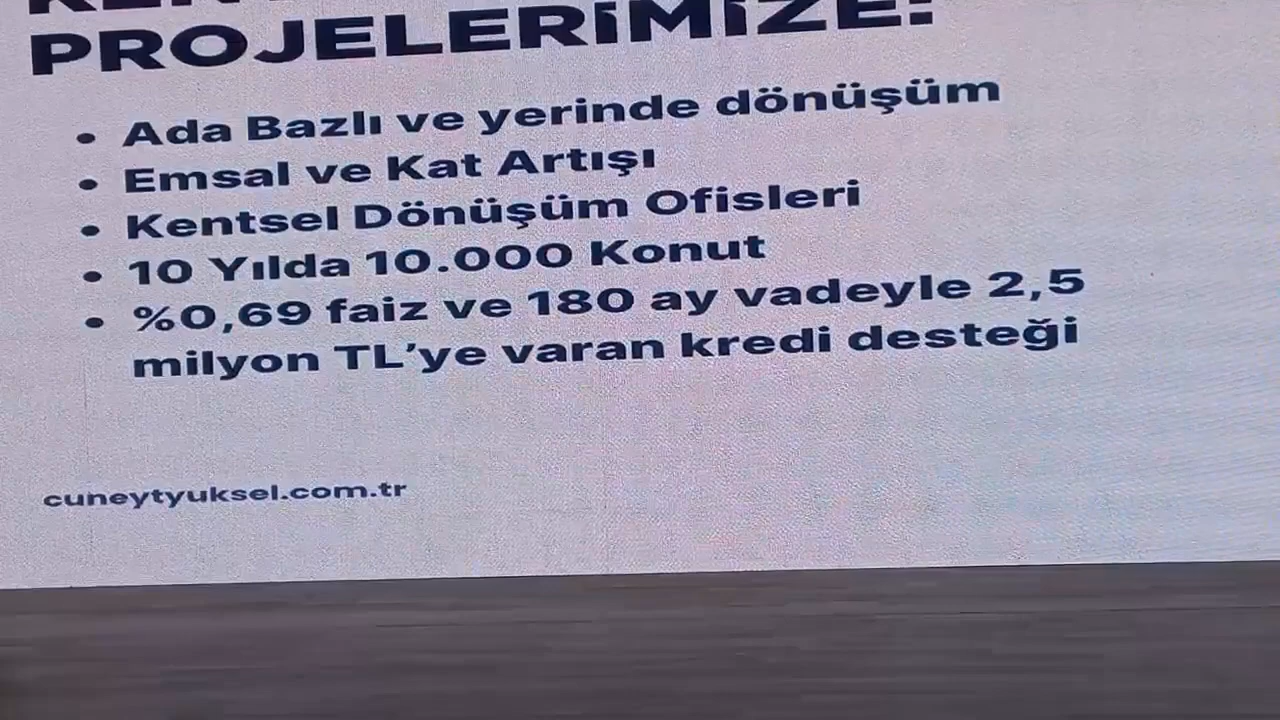 PROJELERİMİZE!
• Ada Bazlı ve yerinde dönüşüm
• Emsal ve Kat Artışı
• Kentsel Dönüşüm Ofisleri
• 10 Yılda 10.000 Konut
• %0,69 faiz ve 180 ay vadeyle 2,5
milyon TL'ye varan kredi desteği
cuneytyuksel.com.tr